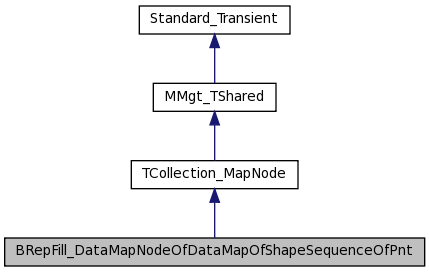 Standard_Transient
MMgt_TShared
TCollection_MapNode
BRepFill_DataMapNodeOfDataMapOfShapeSequenceOfPnt